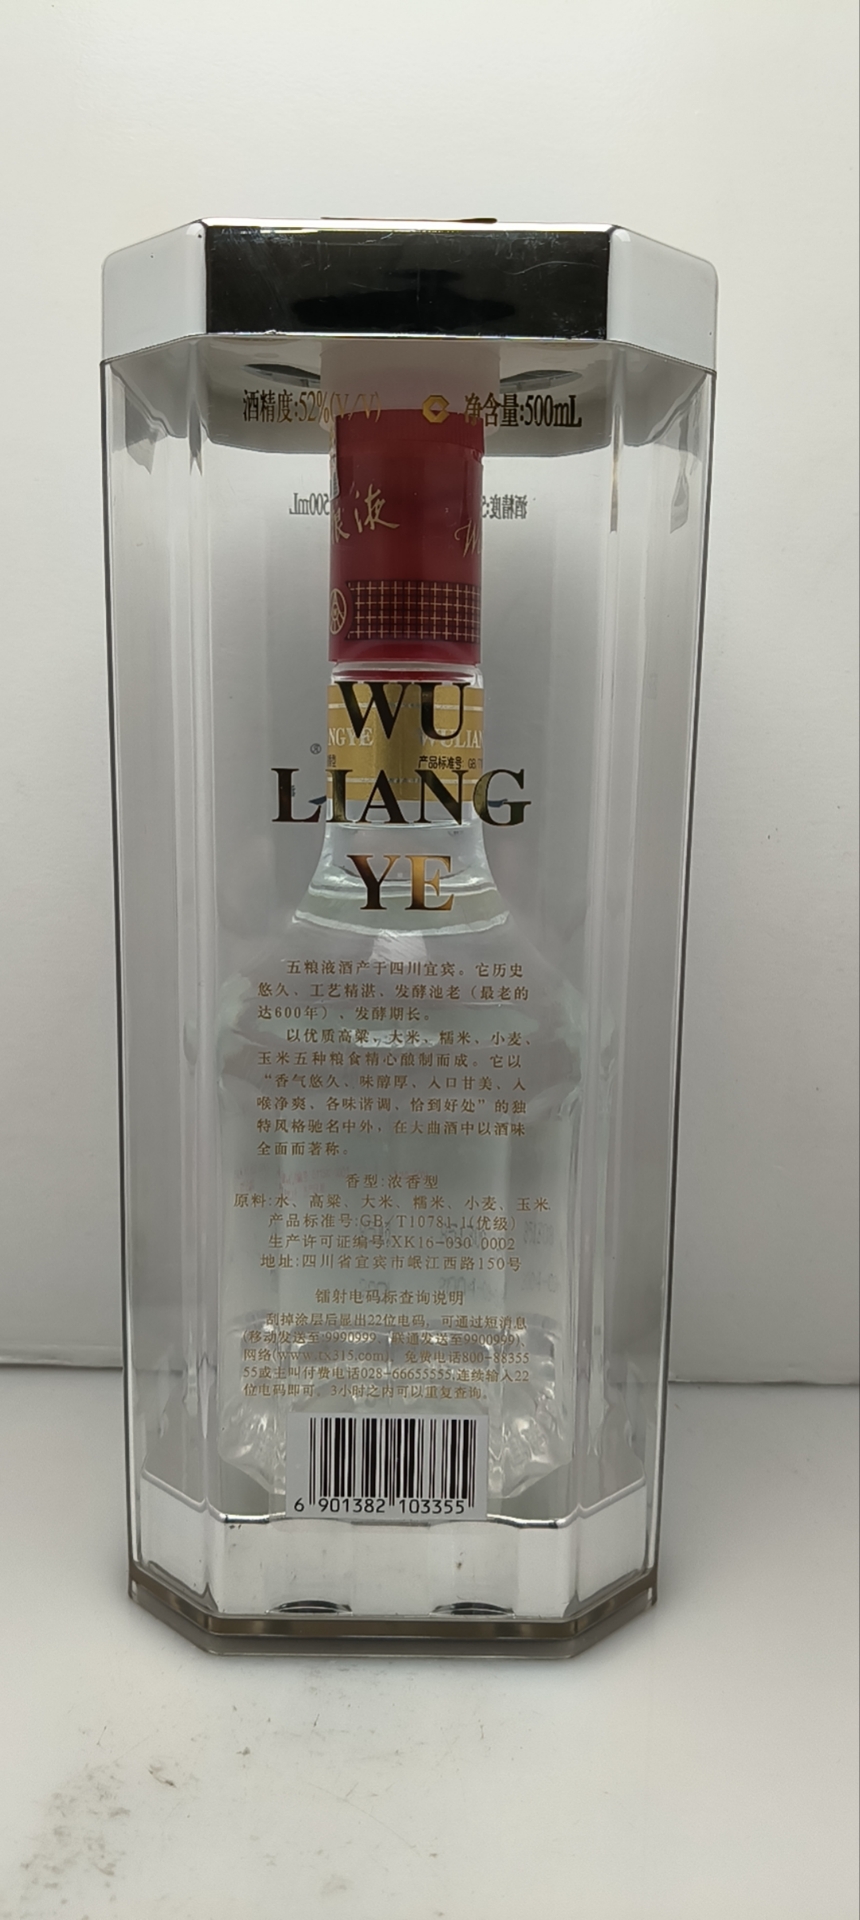 酒精度:52%(V/V) 净含量:500mL
液
WU
NGYE WULIAN
产品标准号: GB/T
®
LIANG
YE
五粮液酒产于四川宜宾。它历史
悠久、工艺精湛、发酵池老（最老的
达600年）、发酵期长。
以优质高粱、大米、糯米、小麦、
玉米五种粮食精心酿制而成。它以
“香气悠久、味醇厚、入口甘美、入
喉净爽、各味谐调、恰到好处”的独
特风格驰名中外，在大曲酒中以酒味
全面而著称。
香型:浓香型
原料:水、高粱、大米、糯米、小麦、玉米
产品标准号:GB/T10781.1(优级)
生产许可证编号:XK16-030 0002
地址:四川省宜宾市岷江西路150号
镭射电码标查询说明
刮掉涂层后显出22位电码，可通过短消息
(移动发送至:9990999、联通发送至9900999)、
网络(www.tx315.com)、免费电话800-88355
55或主叫付费电话028-66655555,连续输入22
位电码即可，3小时之内可以重复查询。
6 901382 103355